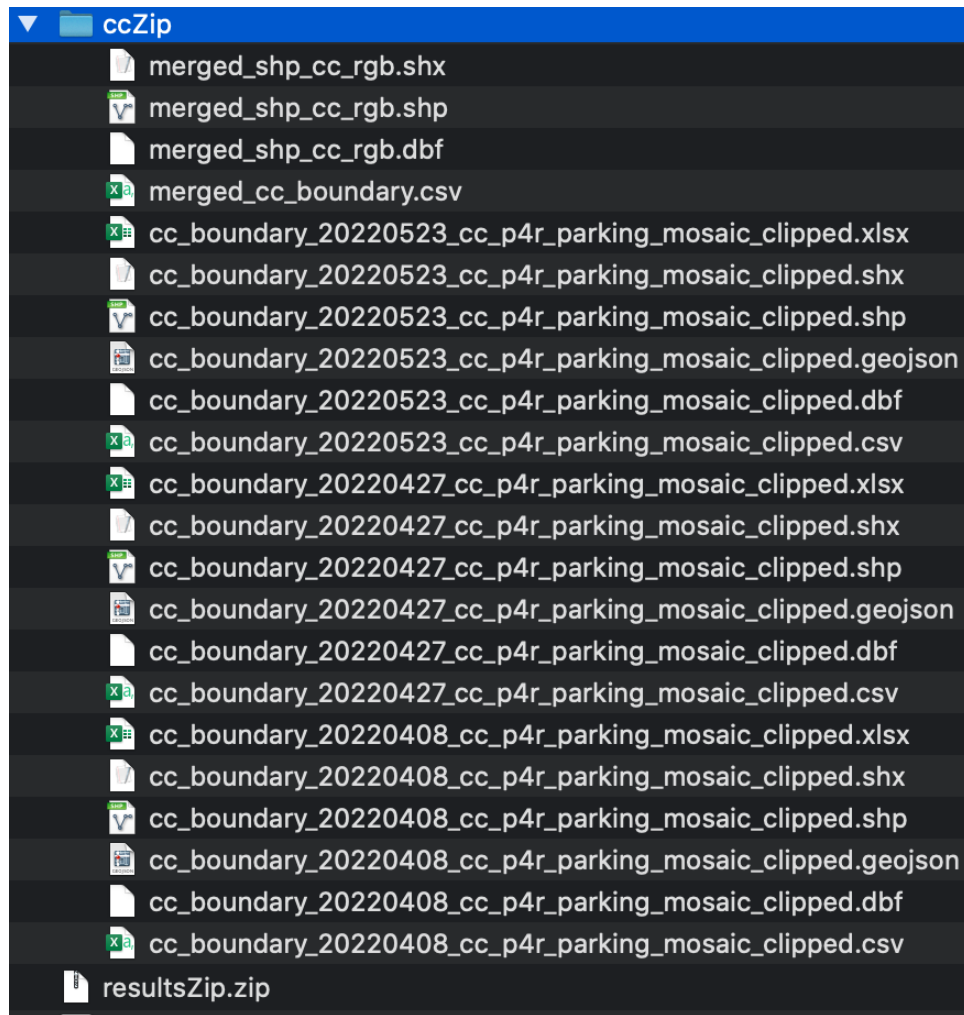 ccZip
merged_shp_cc_rgb.shx
merged_shp_cc_rgb.shp
merged_shp_cc_rgb.dbf
merged_cc_boundary.csv
cc_boundary_20220523_cc_p4r_parking_mosaic_clipped.xlsx
cc_boundary_20220523_cc_p4r_parking_mosaic_clipped.shx
cc_boundary_20220523_cc_p4r_parking_mosaic_clipped.shp
cc_boundary_20220523_cc_p4r_parking_mosaic_clipped.geojson
cc_boundary_20220523_cc_p4r_parking_mosaic_clipped.dbf
cc_boundary_20220523_cc_p4r_parking_mosaic_clipped.csv
cc_boundary_20220427_cc_p4r_parking_mosaic_clipped.xlsx
cc_boundary_20220427_cc_p4r_parking_mosaic_clipped.shx
cc_boundary_20220427_cc_p4r_parking_mosaic_clipped.shp
cc_boundary_20220427_cc_p4r_parking_mosaic_clipped.geojson
cc_boundary_20220427_cc_p4r_parking_mosaic_clipped.dbf
cc_boundary_20220427_cc_p4r_parking_mosaic_clipped.csv
cc_boundary_20220408_cc_p4r_parking_mosaic_clipped.xlsx
cc_boundary_20220408_cc_p4r_parking_mosaic_clipped.shx
cc_boundary_20220408_cc_p4r_parking_mosaic_clipped.shp
cc_boundary_20220408_cc_p4r_parking_mosaic_clipped.geojson
cc_boundary_20220408_cc_p4r_parking_mosaic_clipped.dbf
cc_boundary_20220408_cc_p4r_parking_mosaic_clipped.csv
resultsZip.zip